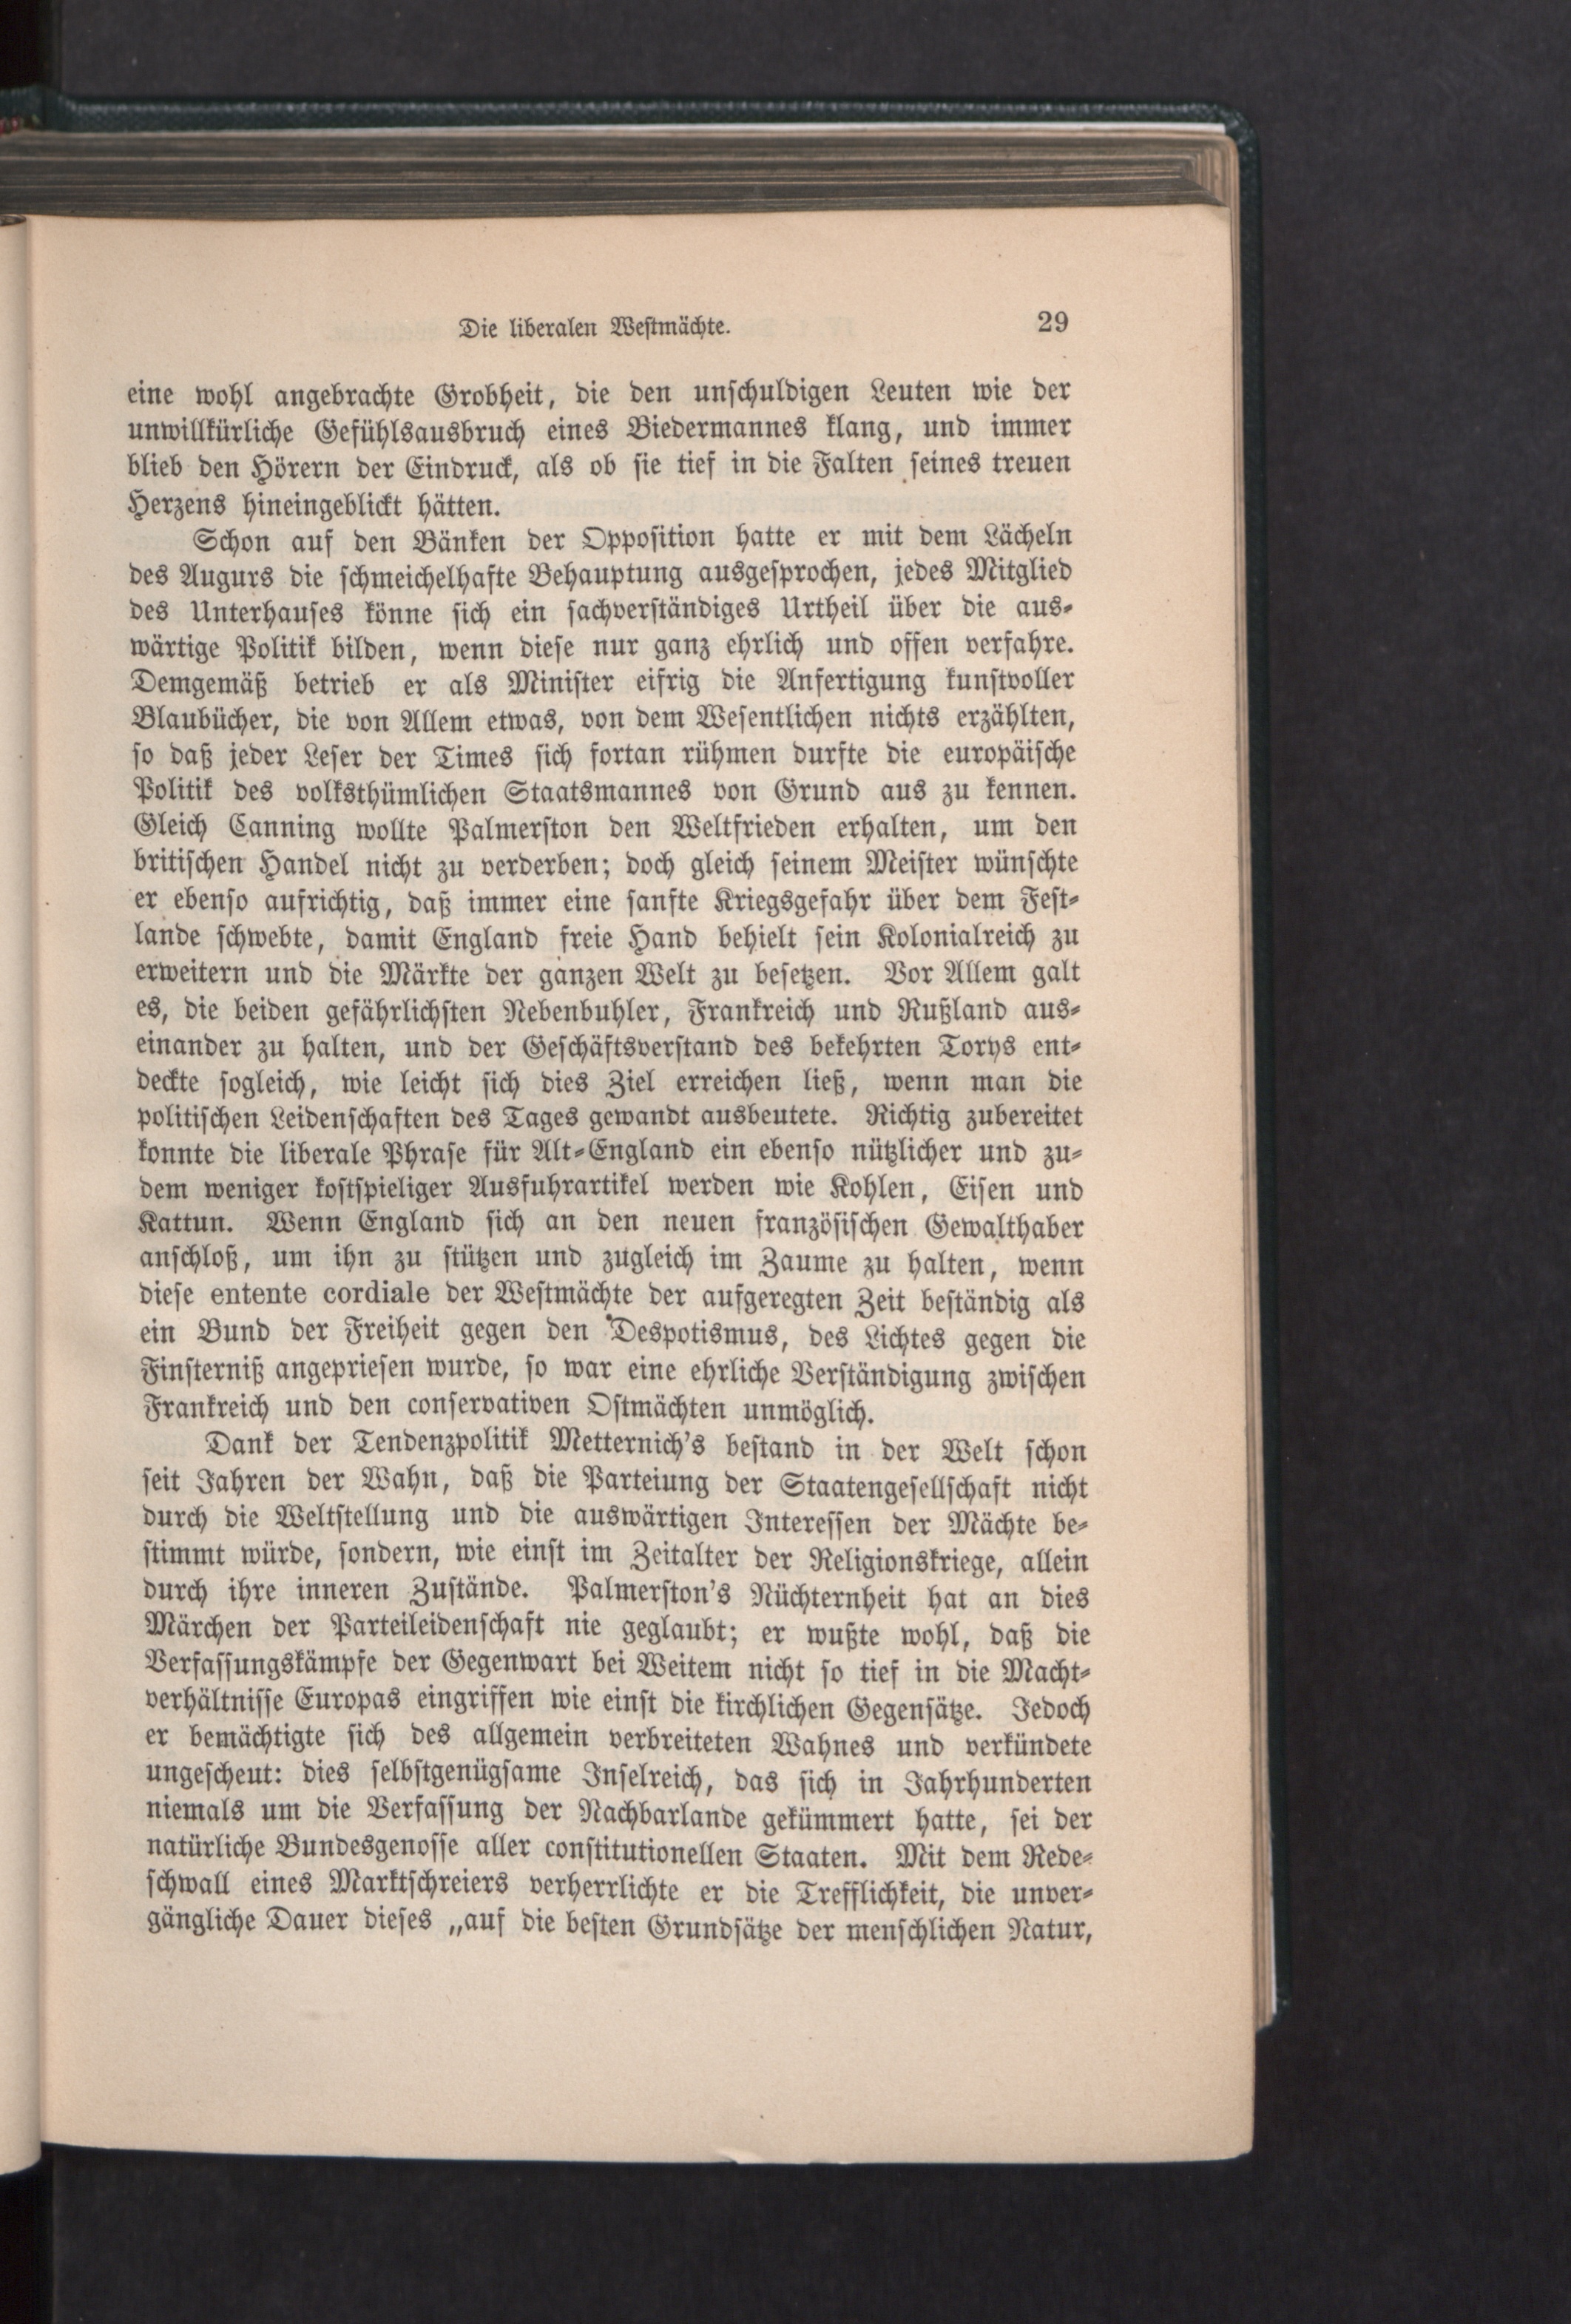 Die liberalen Westmächte. 29
eine wohl angebrachte Grobheit, die den unschuldigen Leuten wie der
unwillkürliche Gefühlsausbruch eines Biedermannes klang, und immer
blieb den Hörern der Eindruck, als ob sie tief in die Falten seines treuen
Herzens hineingeblickt hätten.
Schon auf den Bänken der Opposition hatte er mit dem Lächeln
des Augurs die schmeichelhafte Behauptung ausgesprochen, jedes Mitglied
des Unterhauses könne sich ein sachverständiges Urtheil über die aus-
wärtige Politik bilden, wenn diese nur ganz ehrlich und offen verfahre.
Demgemäß betrieb er als Minister eifrig die Anfertigung kunstvoller
Blaubücher, die von Allem etwas, von dem Wesentlichen nichts erzählten,
so daß jeder Leser der Times sich fortan rühmen durfte die europäische
Politik des volksthümlichen Staatsmannes von Grund aus zu kennen.
Gleich Canning wollte Palmerston den Weltfrieden erhalten, um den
britischen Handel nicht zu verderben; doch gleich seinem Meister wünschte
er ebenso aufrichtig, daß immer eine sanfte Kriegsgefahr über dem Fest-
lande schwebte, damit England freie Hand behielt sein Kolonialreich zu
erweitern und die Märkte der ganzen Welt zu besetzen. Vor Allem galt
es, die beiden gefährlichsten Nebenbuhler, Frankreich und Rußland aus-
einander zu halten, und der Geschäftsverstand des bekehrten Torys ent-
deckte sogleich, wie leicht sich dies Ziel erreichen ließ, wenn man die
politischen Leidenschaften des Tages gewandt ausbeutete. Richtig zubereitet
konnte die liberale Phrase für Alt-England ein ebenso nützlicher und zu-
dem weniger kostspieliger Ausfuhrartikel werden wie Kohlen, Eisen und
Kattun. Wenn England sich an den neuen französischen Gewalthaber
anschloß, um ihn zu stützen und zugleich im Zaume zu halten, wenn
diese entente cordiale der Westmächte der aufgeregten Zeit beständig als
ein Bund der Freiheit gegen den Despotismus, des Lichtes gegen die
Finsterniß angepriesen wurde, so war eine ehrliche Verständigung zwischen
Frankreich und den conservativen Ostmächten unmöglich.
Dank der Tendenzpolitik Metternich's bestand in der Welt schon
seit Jahren der Wahn, daß die Parteiung der Staatengesellschaft nicht
durch die Weltstellung und die auswärtigen Interessen der Mächte be-
stimmt würde, sondern, wie einst im Zeitalter der Religionskriege, allein
durch ihre inneren Zustände. Palmerston's Nüchternheit hat an dies
Märchen der Parteileidenschaft nie geglaubt; er wußte wohl, daß die
Verfassungskämpfe der Gegenwart bei Weitem nicht so tief in die Macht-
verhältnisse Europas eingriffen wie einst die kirchlichen Gegensätze. Jedoch
er bemächtigte sich des allgemein verbreiteten Wahnes und verkündete
ungescheut: dies selbstgenügsame Inselreich, das sich in Jahrhunderten
niemals um die Verfassung der Nachbarlande gekümmert hatte, sei der
natürliche Bundesgenosse aller constitutionellen Staaten. Mit dem Rede-
schwall eines Marktschreiers verherrlichte er die Trefflichkeit, die unver-
gängliche Dauer dieses „auf die besten Grundsätze der menschlichen Natur,